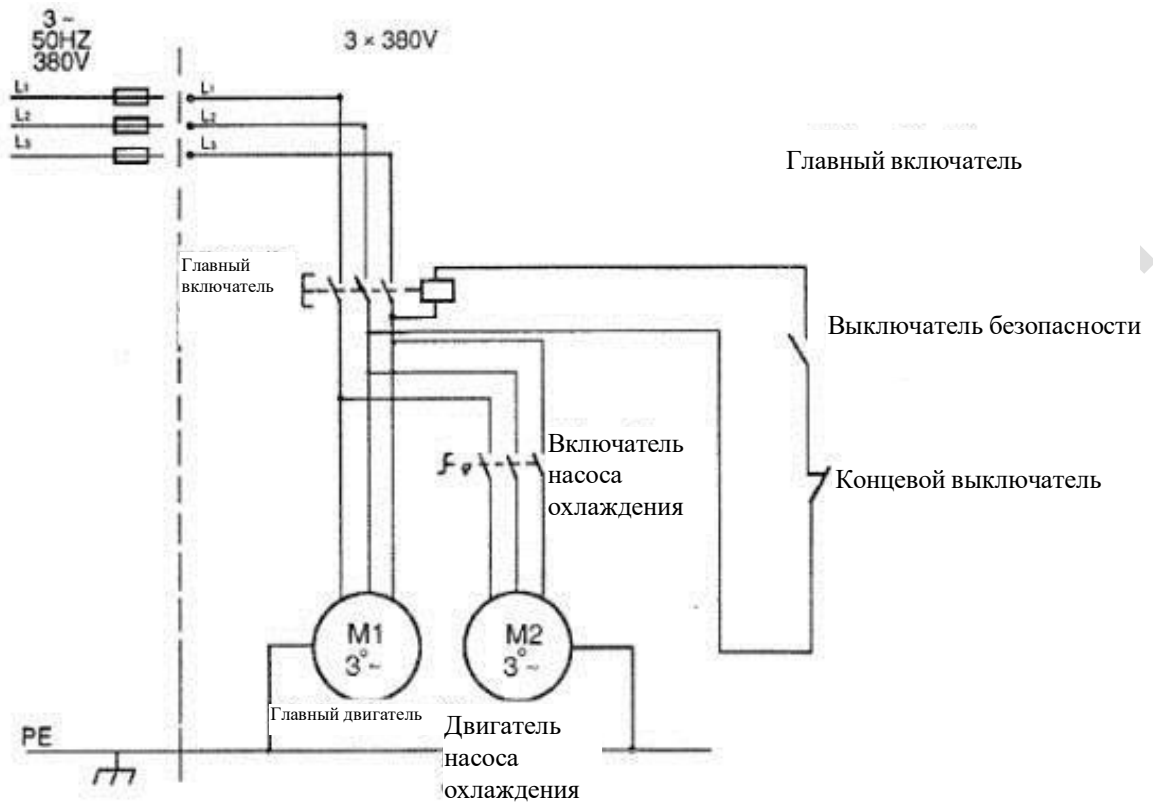 3 ~
50HZ
380V
3 × 380V
L1
L1
L2
L2
L3
L3
Главный включатель
Главный
включатель
Выключатель безопасности
Включатель
насоса
охлаждения
Концевой выключатель
M1
3~
M2
3~
Главный двигатель
Двигатель
насоса
охлаждения
PE